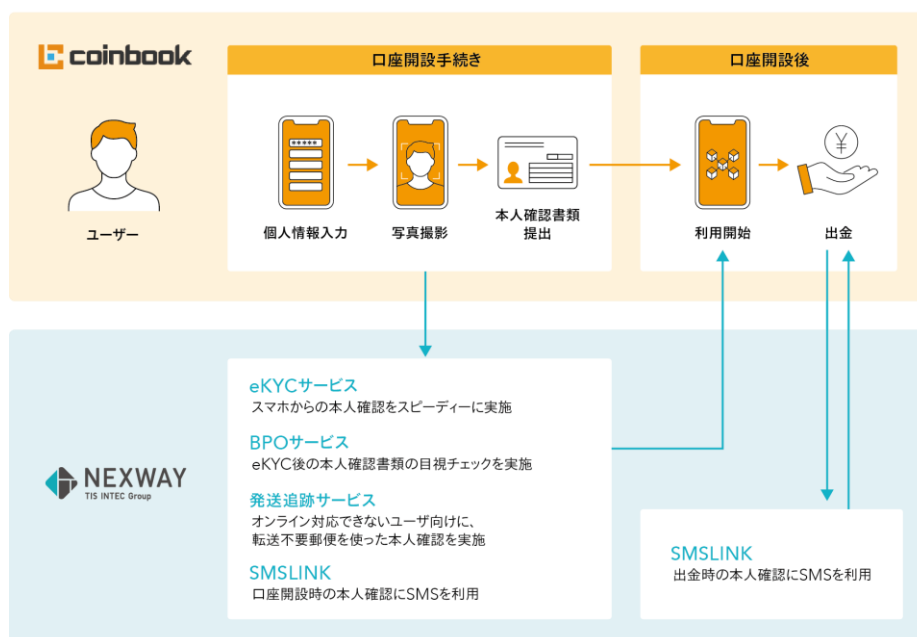 coinbook
口座開設手続き
口座開設後
*****
¥
ユーザー
個人情報入力
写真撮影
本人確認書類
提出
利用開始
出金
NEXWAY
TIS INTEC Group
eKYCサービス
スマホからの本人確認をスピーディーに実施
BPOサービス
eKYC後の本人確認書類の目視チェックを実施
発送追跡サービス
オンライン対応できないユーザ向けに、
転送不要郵便を使った本人確認を実施
SMSLINK
口座開設時の本人確認にSMSを利用
SMSLINK
出金時の本人確認にSMSを利用